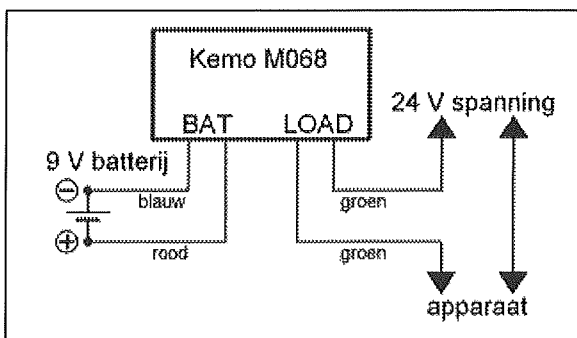 Kemo M068
BAT LOAD
24 V spanning
9 V batterij
− blauw groen
+ rood groen
apparaat